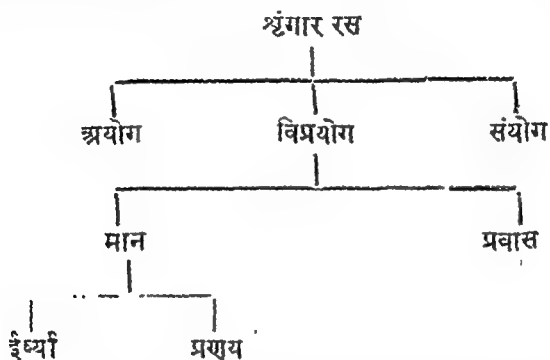 शृंगार रस
अयोग विप्रयोग संयोग
मान प्रवास
ईर्ष्या प्रणय